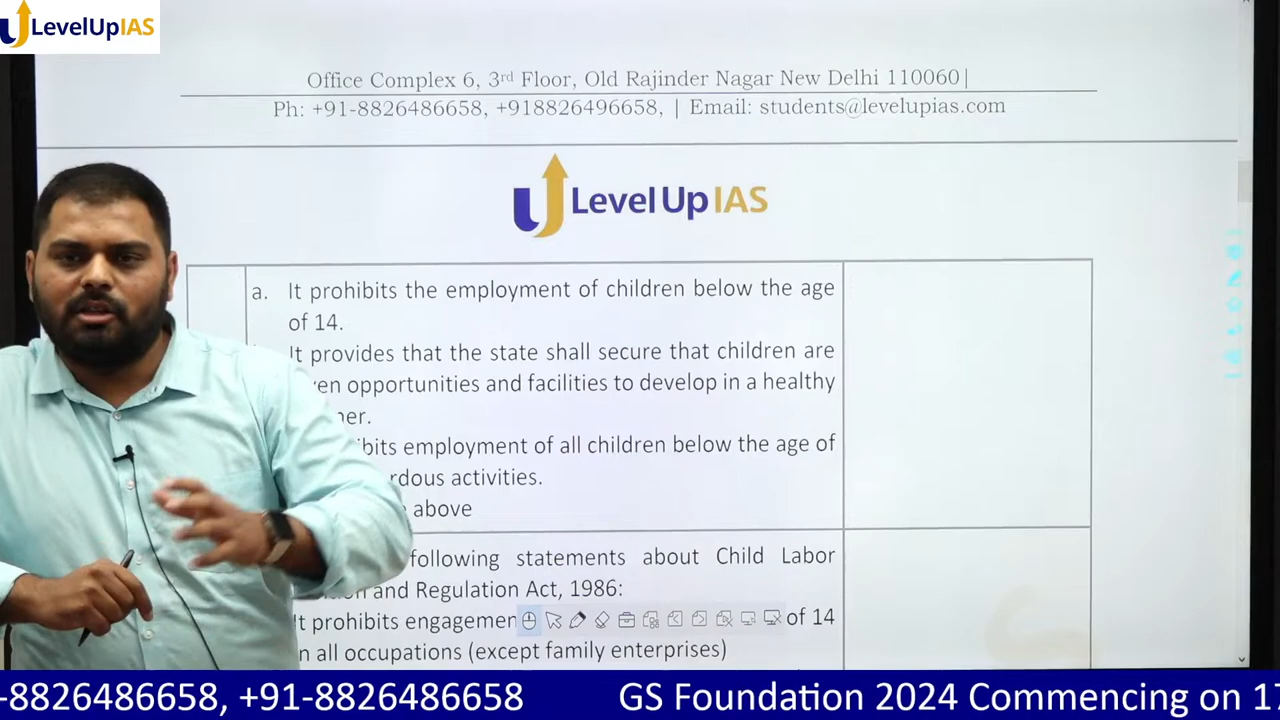 LevelUpIAS
Office Complex 6, 3rd Floor, Old Rajinder Nagar New Delhi 110060|
Ph: +91-8826486658, +918826496658, | Email: students@levelupias.com
Level Up IAS
a. It prohibits the employment of children below the age
of 14.
It provides that the state shall secure that children are
opportunities and facilities to develop in a healthy
employment of all children below the age of
activities.
above
following statements about Child Labor
and Regulation Act, 1986:
It prohibits of 14
all occupations (except family enterprises)
-8826486658, +91-8826486658 GS Foundation 2024 Commencing on 17